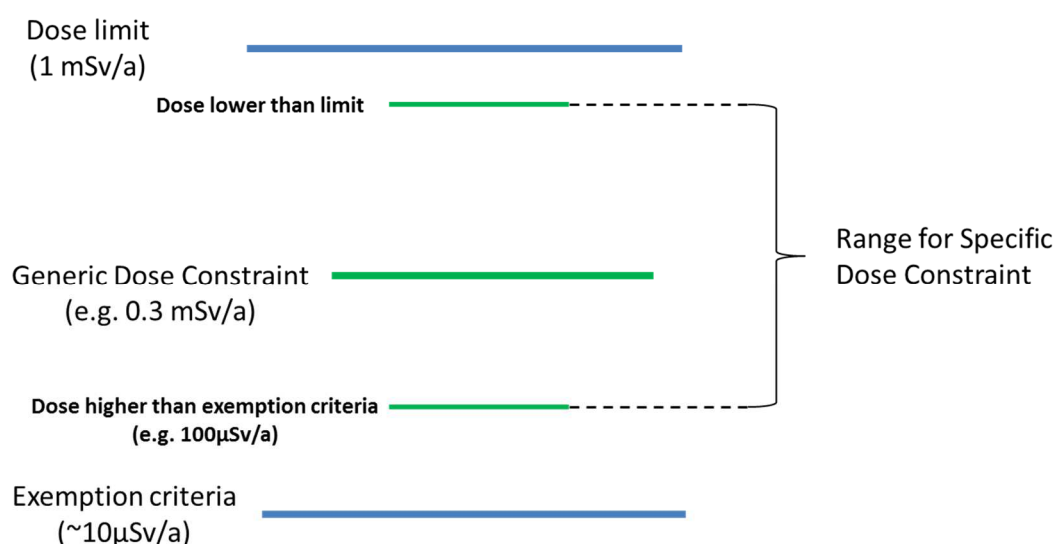 Dose limit
(1 mSv/a)
Dose lower than limit
Generic Dose Constraint
(e.g. 0.3 mSv/a)
Range for Specific
Dose Constraint
Dose higher than exemption criteria
(e.g. 100µSv/a)
Exemption criteria
(~10µSv/a)